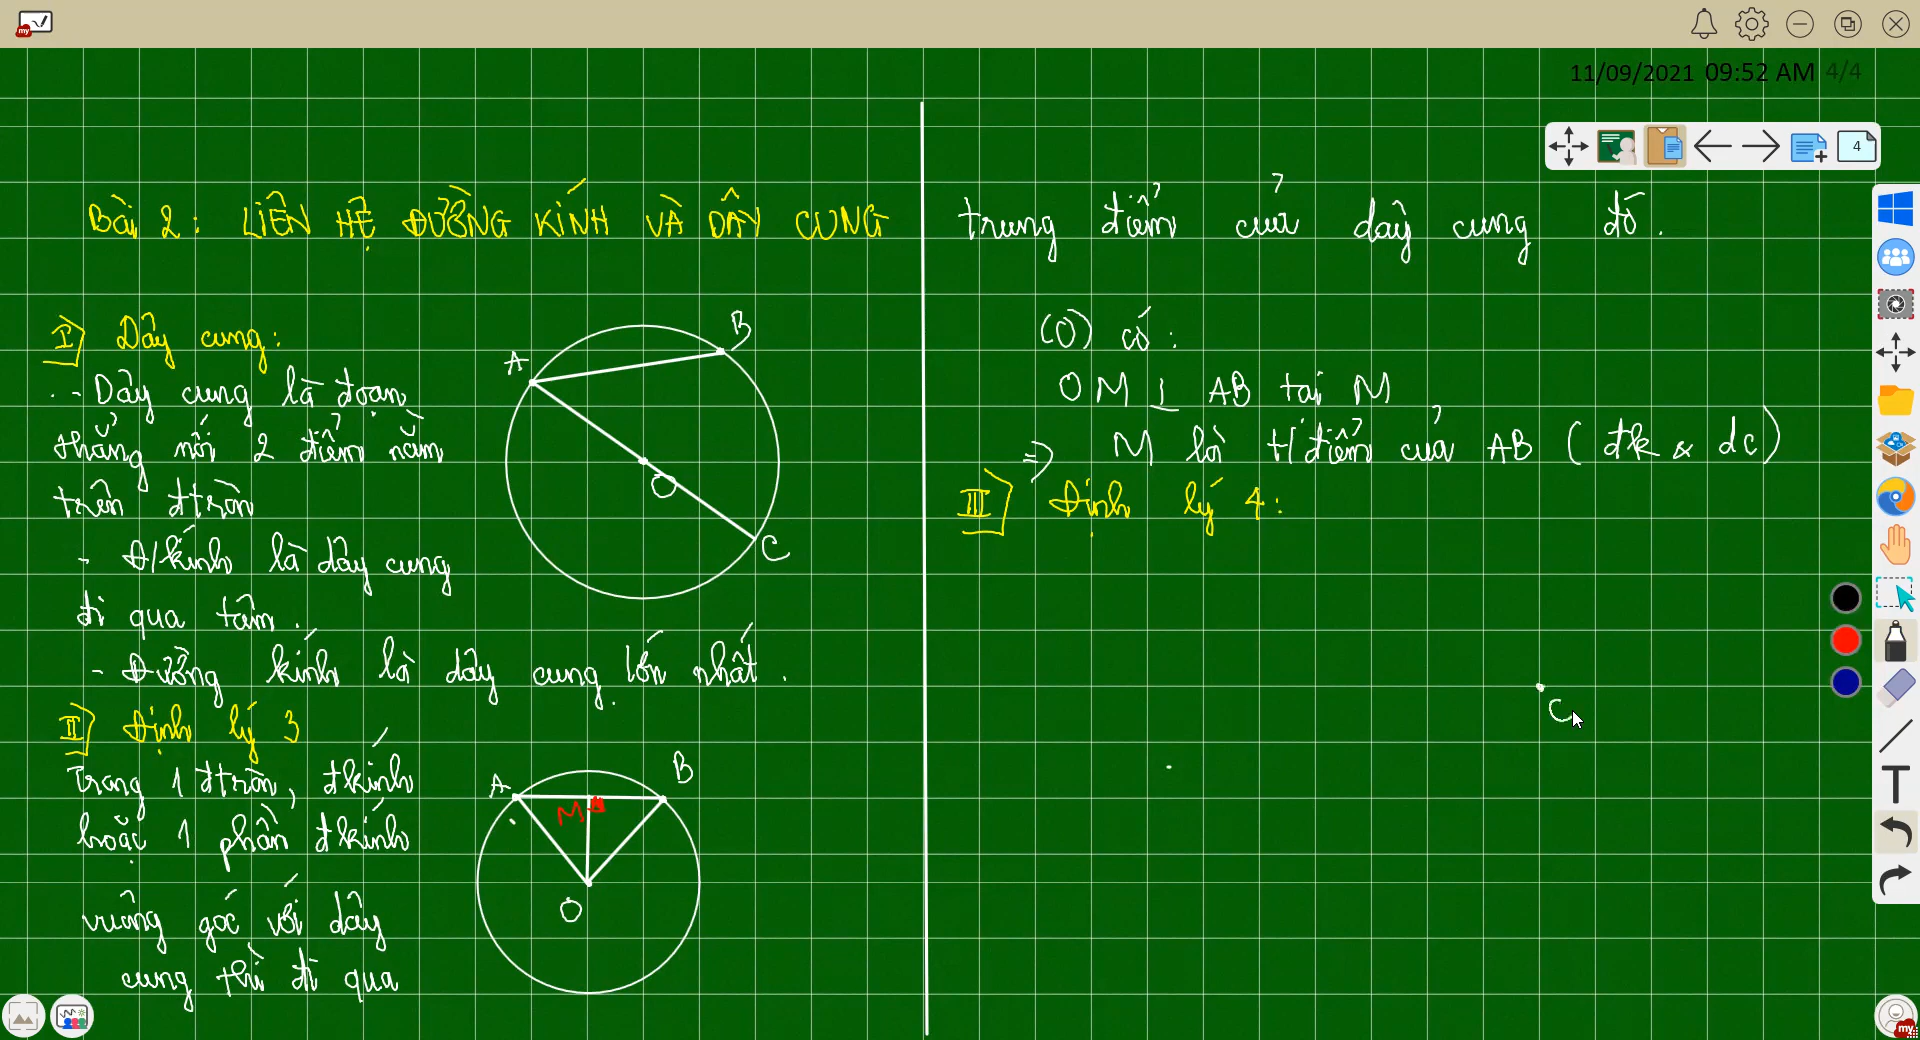 11/09/2021 09:52 AM 4/4
4
Bài 2: LIÊN HỆ ĐƯỜNG KÍNH VÀ DÂY CUNG
I) Dây cung:
- Dây cung là đoạn
thẳng nối 2 điểm nằm
trên đtròn
- Đ/kính là dây cung
đi qua tâm.
- Đường kính là dây cung lớn nhất.
A
B
O
C
II) Định lý 3
Trong 1 đtròn, đkính
hoặc 1 phần đkính
vuông góc với dây
cung thì đi qua
A
B
M
O
trung điểm của dây cung đó.
(O) có:
OM ⊥ AB tại M
=> M là t/điểm của AB (đk & dc)
III) Định lý 4:
C
T
my
my